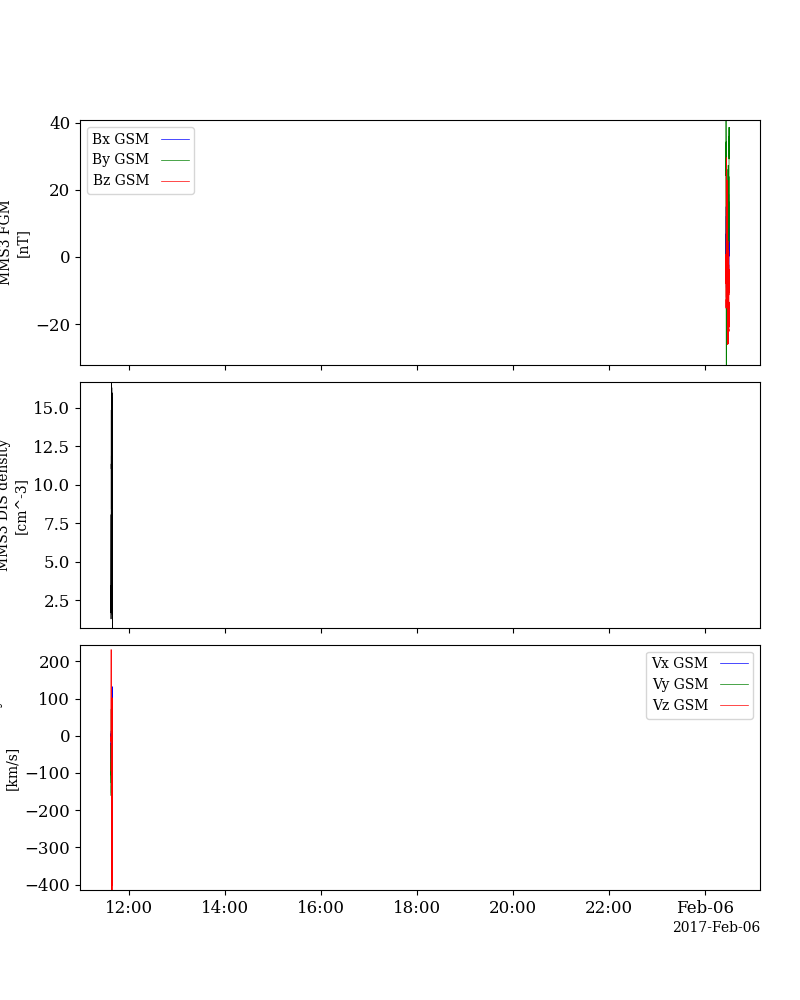 40
20
0
−20
MMS3 FGM
[nT]
Bx GSM
By GSM
Bz GSM
15.0
12.5
10.0
7.5
5.0
2.5
MMS3 DIS density
[cm^-3]
200
100
0
−100
−200
−300
−400
[km/s]
Vx GSM
Vy GSM
Vz GSM
12:00 14:00 16:00 18:00 20:00 22:00 Feb-06
2017-Feb-06